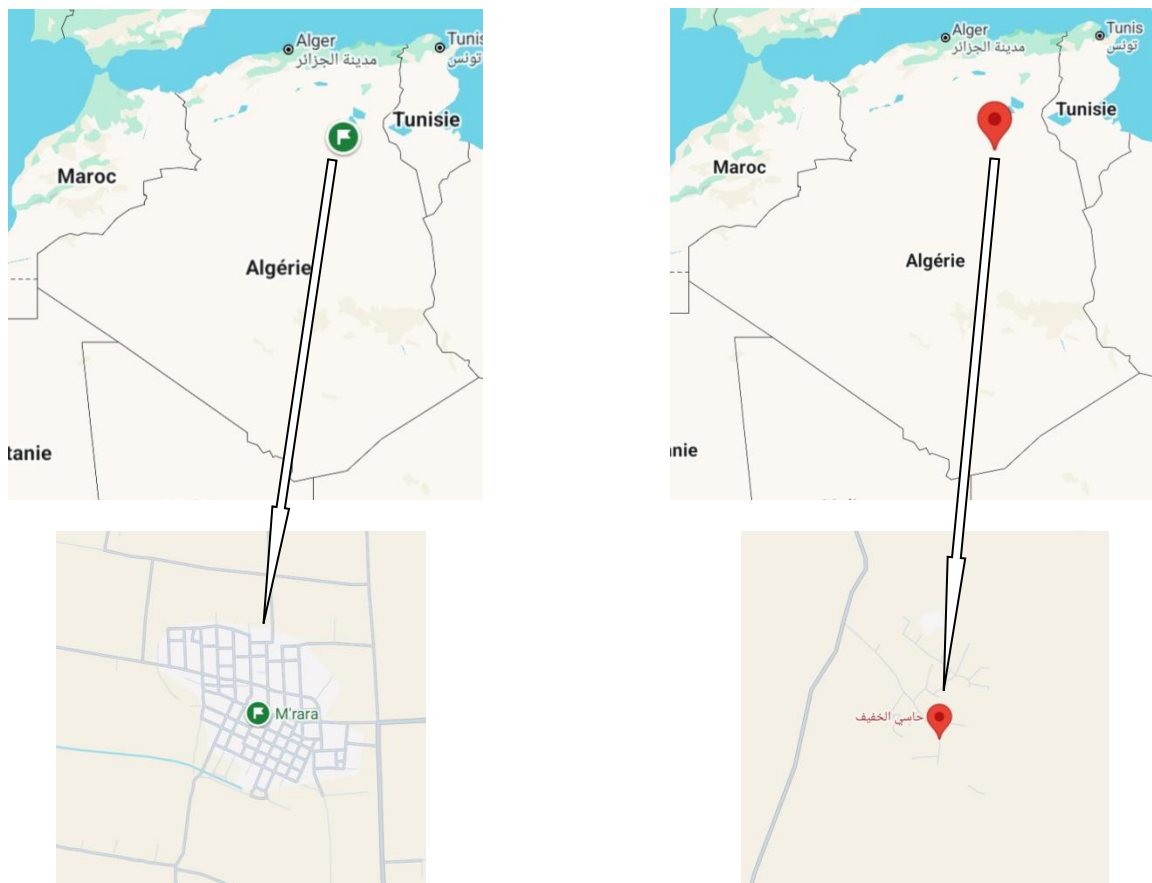 Alger
مدينة الجزائر
Tunis
تونس
Tunisie
Maroc
Algérie
tanie
Alger
مدينة الجزائر
Tunis
تونس
Tunisie
Maroc
Algérie
nie
M'rara
حاسي الخفيف